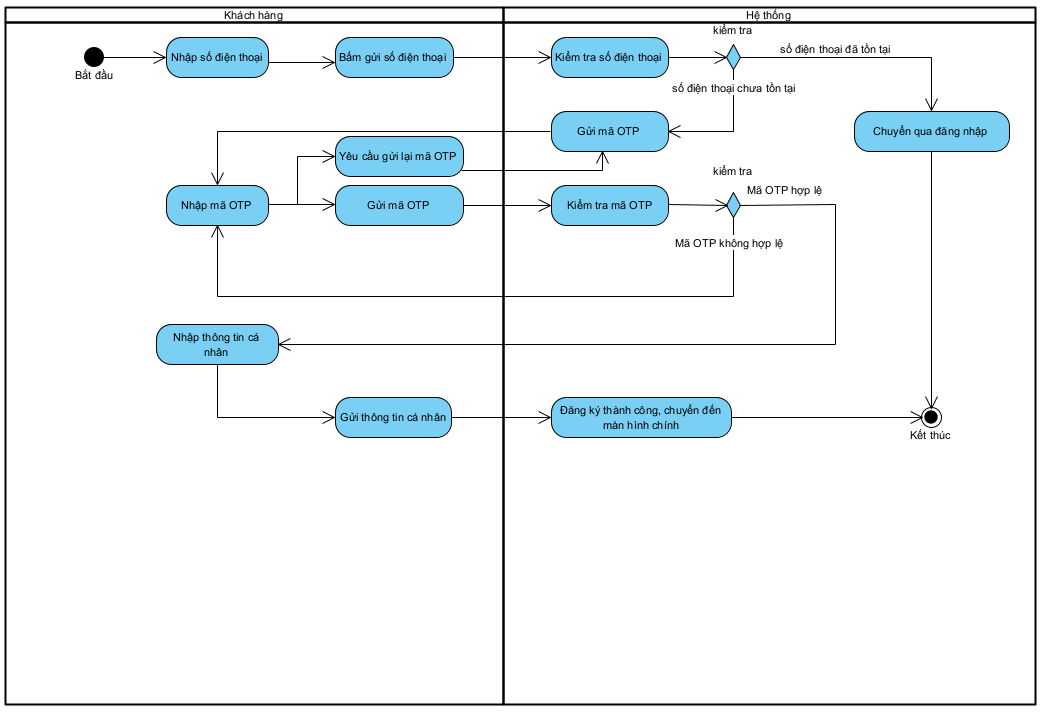 Khách hàng
Hệ thống
kiểm tra
Bắt đầu
Nhập số điện thoại
Bấm gửi số điện thoại
Kiểm tra số điện thoại
số điện thoại đã tồn tại
số điện thoại chưa tồn tại
Gửi mã OTP
Chuyển qua đăng nhập
Yêu cầu gửi lại mã OTP
kiểm tra
Nhập mã OTP
Gửi mã OTP
Kiểm tra mã OTP
Mã OTP hợp lệ
Mã OTP không hợp lệ
Nhập thông tin cá
nhân
Gửi thông tin cá nhân
Đăng ký thành công, chuyển đến
màn hình chính
Kết thúc